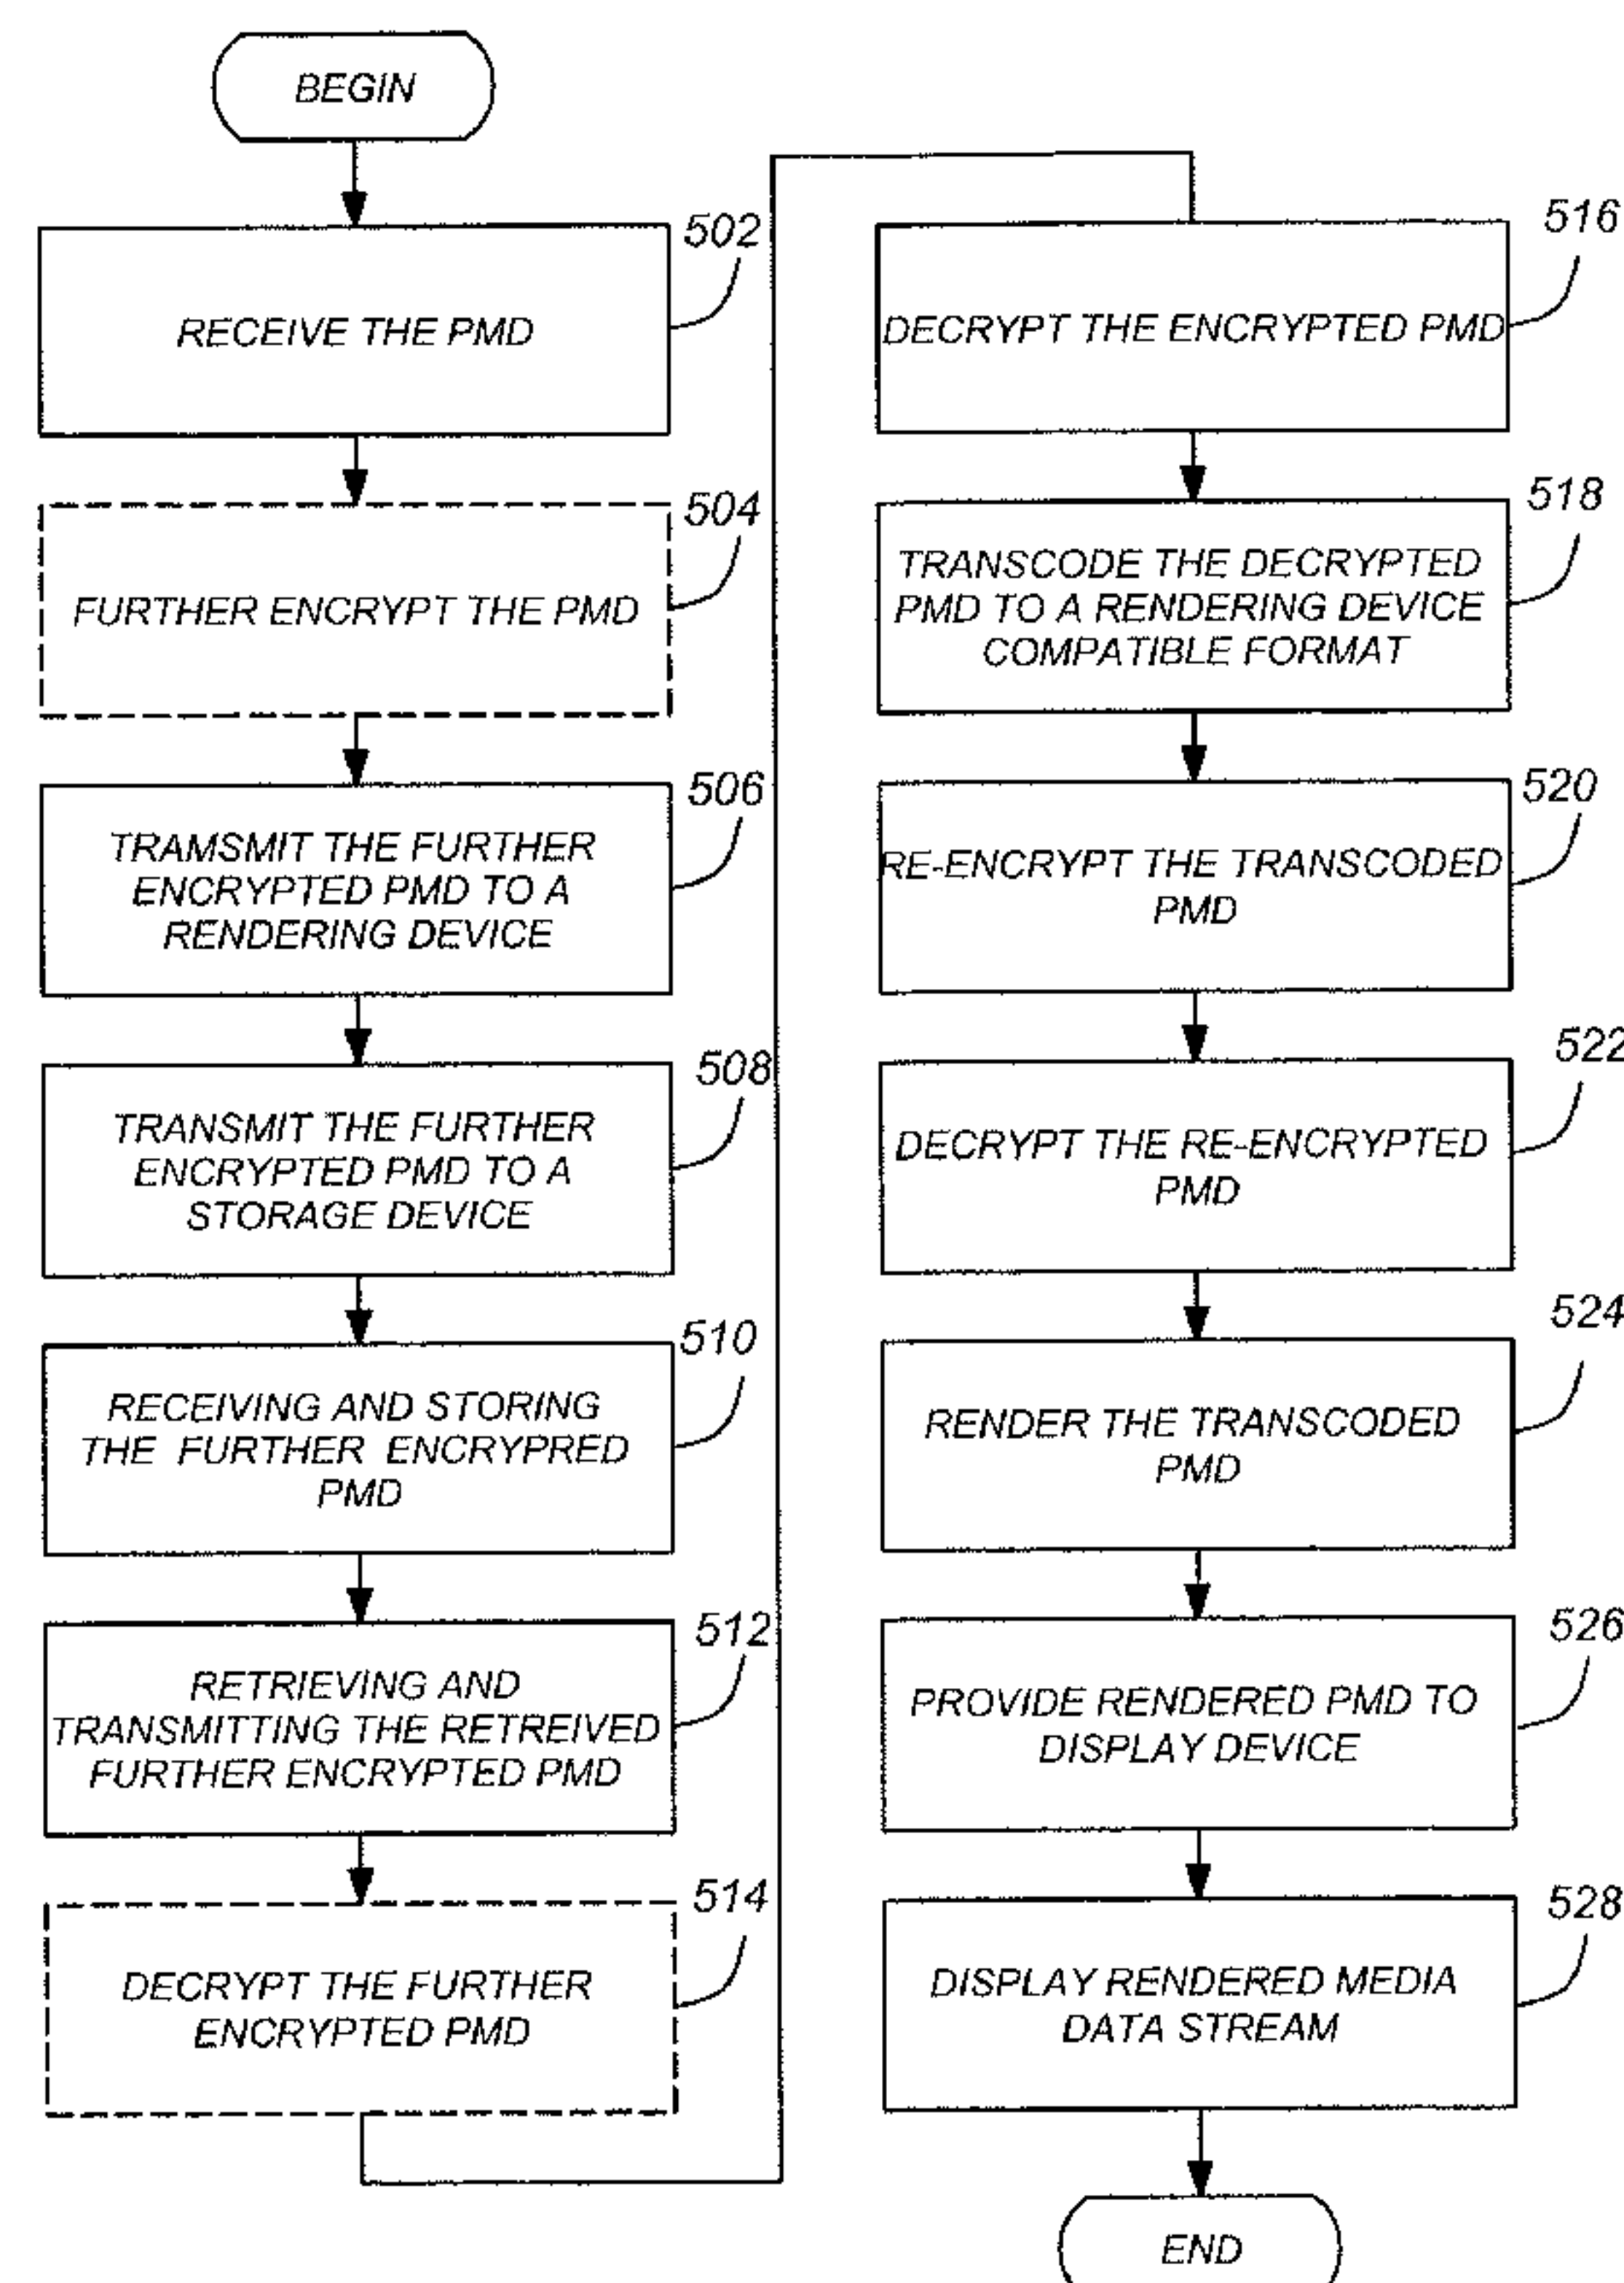 BEGIN
502
RECEIVE THE PMD
504
FURTHER ENCRYPT THE PMD
506
TRAMSMIT THE FURTHER
ENCRYPTED PMD TO A
RENDERING DEVICE
508
TRANSMIT THE FURTHER
ENCRYPTED PMD TO A
STORAGE DEVICE
510
RECEIVING AND STORING
THE FURTHER ENCRYPRED
PMD
512
RETRIEVING AND
TRANSMITTING THE RETREIVED
FURTHER ENCRYPTED PMD
514
DECRYPT THE FURTHER
ENCRYPTED PMD
516
DECRYPT THE ENCRYPTED PMD
518
TRANSCODE THE DECRYPTED
PMD TO A RENDERING DEVICE
COMPATIBLE FORMAT
520
RE-ENCRYPT THE TRANSCODED
PMD
522
DECRYPT THE RE-ENCRYPTED
PMD
524
RENDER THE TRANSCODED
PMD
526
PROVIDE RENDERED PMD TO
DISPLAY DEVICE
528
DISPLAY RENDERED MEDIA
DATA STREAM
END